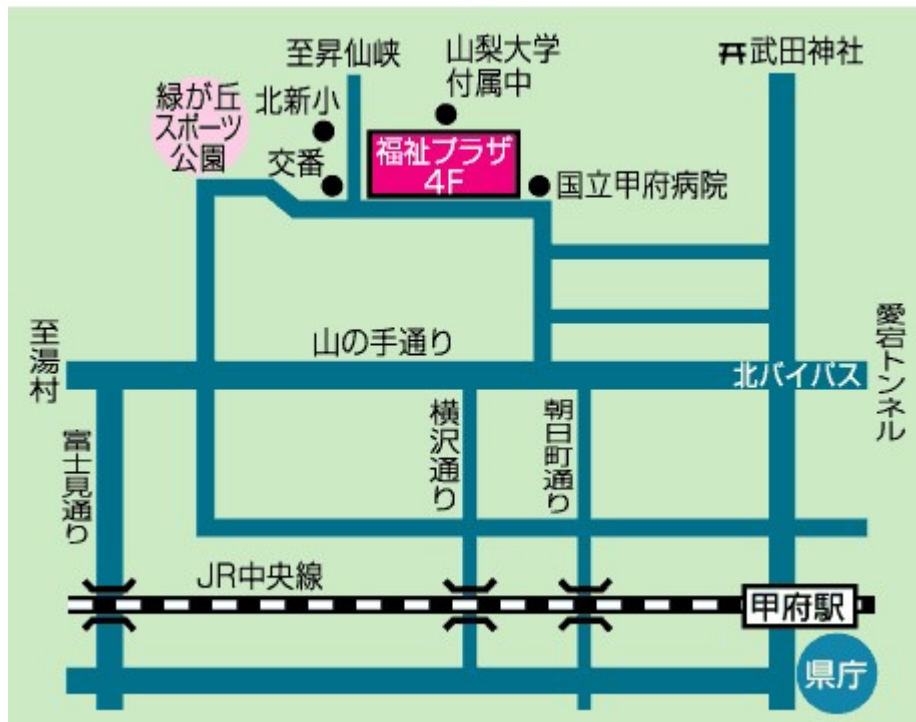 至昇仙峡
山梨大学
付属中
武田神社
緑が丘
スポーツ
公園
北新小
交番
福祉プラザ
4F
国立甲府病院
至湯村
山の手通り
北バイパス
愛宕トンネル
富士見通り
横沢通り
朝日町通り
JR中央線
甲府駅
県庁